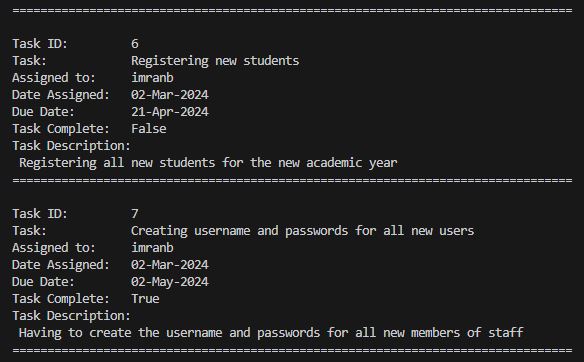 ================================================================================
Task ID: 6
Task: Registering new students
Assigned to: imranb
Date Assigned: 02-Mar-2024
Due Date: 21-Apr-2024
Task Complete: False
Task Description:
Registering all new students for the new academic year
================================================================================
Task ID: 7
Task: Creating username and passwords for all new users
Assigned to: imranb
Date Assigned: 02-Mar-2024
Due Date: 02-May-2024
Task Complete: True
Task Description:
Having to create the username and passwords for all new members of staff
================================================================================